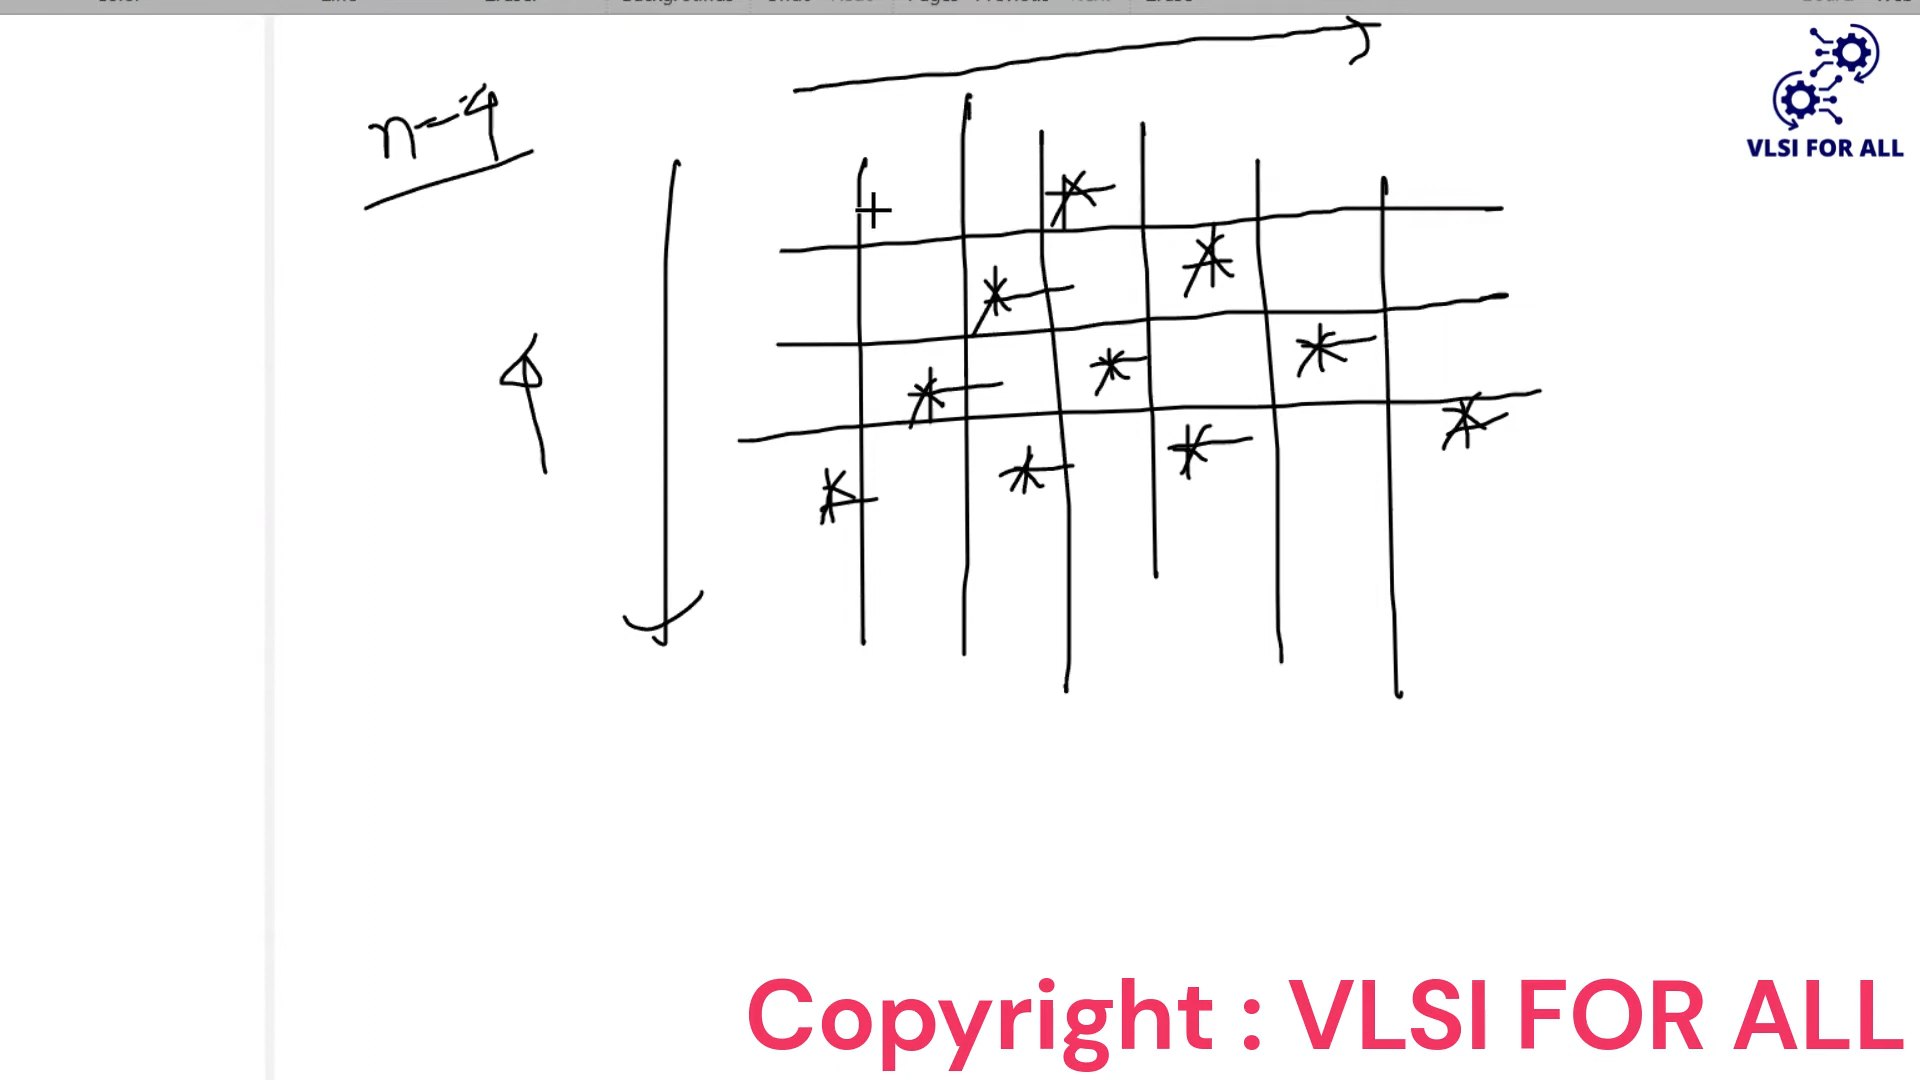 n=4
VLSI FOR ALL
*
* *
* * *
* * * *
Copyright : VLSI FOR ALL